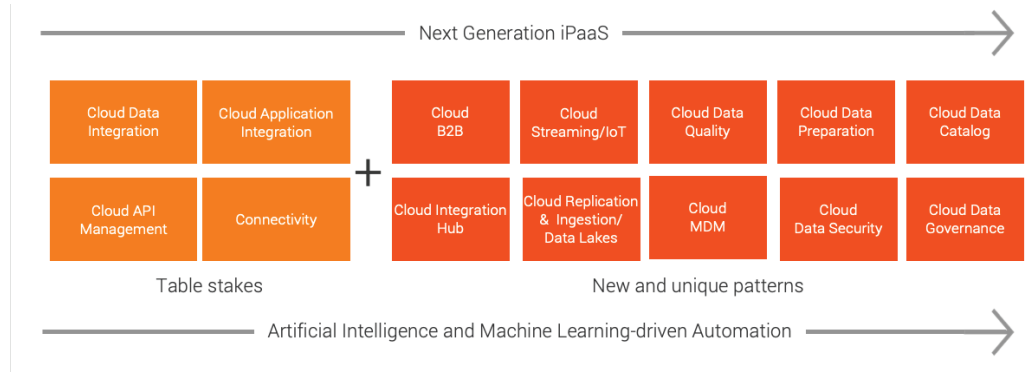 Next Generation iPaaS
Cloud Data
Integration
Cloud Application
Integration
Cloud
B2B
Cloud
Streaming/IoT
Cloud Data
Quality
Cloud Data
Preparation
Cloud Data
Catalog
+
Cloud API
Management
Connectivity
Cloud Integration
Hub
Cloud Replication
& Ingestion/
Data Lakes
Cloud
MDM
Cloud
Data Security
Cloud Data
Governance
Table stakes
New and unique patterns
Artificial Intelligence and Machine Learning-driven Automation